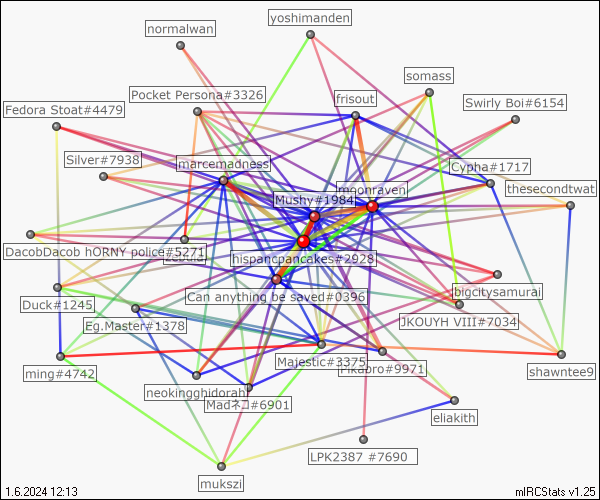 yoshimanden
normalwan
somass
Pocket Persona#3326
frisout
Swirly Boi#6154
Fedora Stoat#4479
Silver#7938
marcemadness
Cypha#1717
moonraven
thesecondtwat
Mushy#1984
DacobDacob hORNY police#5271
hispancpancakes#2928
bigcitysamurai
Can anything be saved#0396
Duck#1245
JKOUYH VIII#7034
Eg.Master#1378
Majestic#3375
ming#4742
shawntee9
neokingghidorah
Madネコ#6901
eliakith
LPK2387 #7690
mukszi
1.6.2024 12:13
mIRCStats v1.25